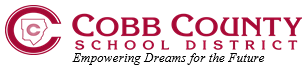 C
COBB COUNTY
SCHOOL DISTRICT
Empowering Dreams for the Future